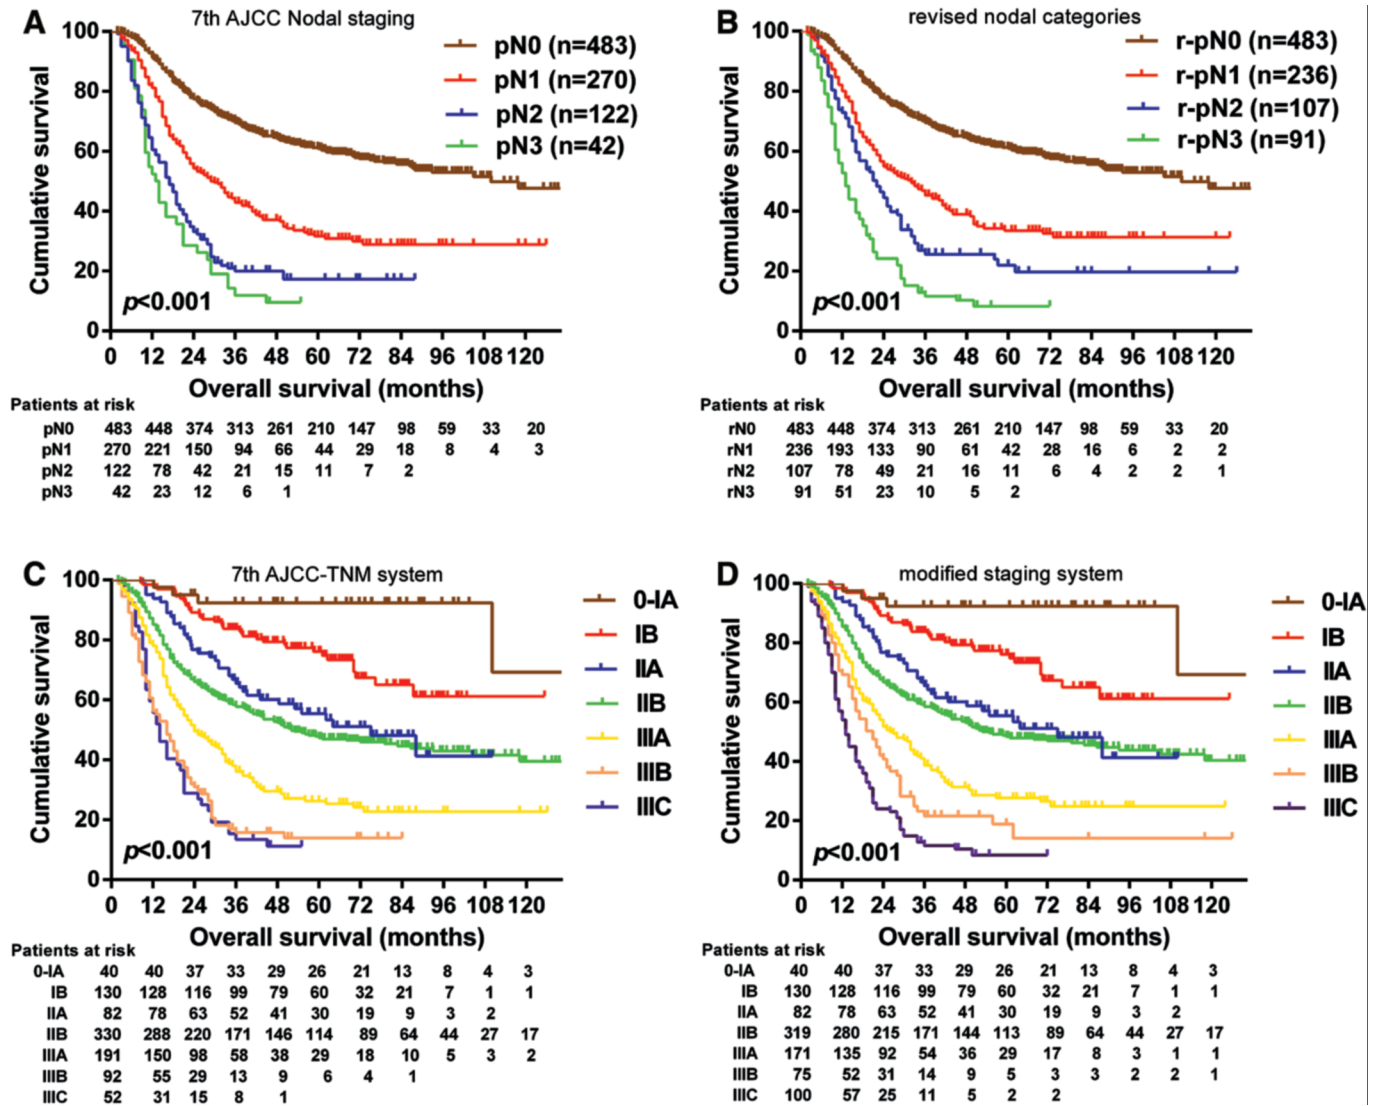 A
7th AJCC Nodal staging
Cumulative survival
100
80
60
40
20
0
pN0 (n=483)
pN1 (n=270)
pN2 (n=122)
pN3 (n=42)
p<0.001
0 12 24 36 48 60 72 84 96 108 120
Overall survival (months)
Patients at risk
pN0 483 448 374 313 261 210 147 98 59 33 20
pN1 270 221 150 94 66 44 29 18 8 4 3
pN2 122 78 42 21 15 11 7 2
pN3 42 23 12 6 1
B
revised nodal categories
Cumulative survival
100
80
60
40
20
0
r-pN0 (n=483)
r-pN1 (n=236)
r-pN2 (n=107)
r-pN3 (n=91)
p<0.001
0 12 24 36 48 60 72 84 96 108 120
Overall survival (months)
Patients at risk
rN0 483 448 374 313 261 210 147 98 59 33 20
rN1 236 193 133 90 61 42 28 16 6 2 2
rN2 107 78 49 21 16 11 6 4 2 2 1
rN3 91 51 23 10 5 2
C
7th AJCC-TNM system
Cumulative survival
100
80
60
40
20
0
0-IA
IB
IIA
IIB
IIIA
IIIB
IIIC
p<0.001
0 12 24 36 48 60 72 84 96 108 120
Overall survival (months)
Patients at risk
0-IA 40 40 37 33 29 26 21 13 8 4 3
IB 130 128 116 99 79 60 32 21 7 1 1
IIA 82 78 63 52 41 30 19 9 3 2
IIB 330 288 220 171 146 114 89 64 44 27 17
IIIA 191 150 98 58 38 29 18 10 5 3 2
IIIB 92 55 29 13 9 6 4 1
IIIC 52 31 15 8 1
D
modified staging system
Cumulative survival
100
80
60
40
20
0
0-IA
IB
IIA
IIB
IIIA
IIIB
IIIC
p<0.001
0 12 24 36 48 60 72 84 96 108 120
Overall survival (months)
Patients at risk
0-IA 40 40 37 33 29 26 21 13 8 4 3
IB 130 128 116 99 79 60 32 21 7 1 1
IIA 82 78 63 52 41 30 19 9 3 2
IIB 319 280 215 171 144 113 89 64 44 27 17
IIIA 171 135 92 54 36 29 17 8 3 1 1
IIIB 75 52 31 14 9 5 3 3 2 2 1
IIIC 100 57 25 11 5 2 2